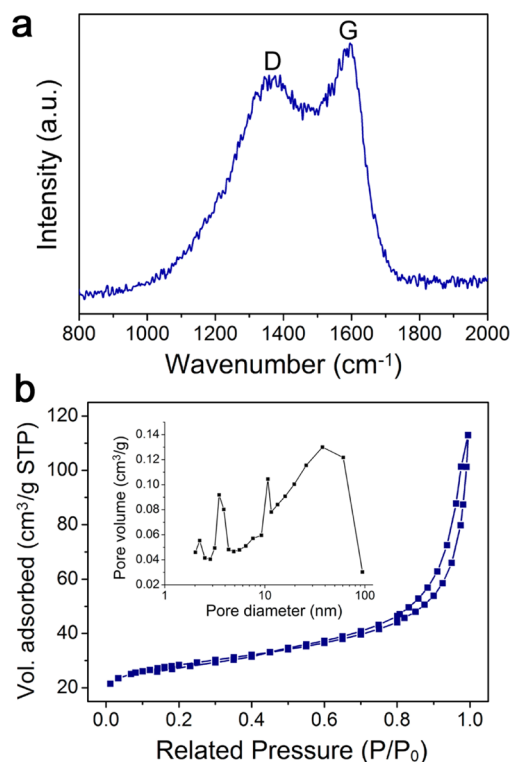 a
D
G
Intensity (a.u.)
800 1000 1200 1400 1600 1800 2000
Wavenumber (cm⁻¹)
b
Vol. adsorbed (cm³/g STP)
120
100
80
60
40
20
Pore volume (cm³/g)
0.14
0.12
0.10
0.08
0.06
0.04
0.02
1 10 100
Pore diameter (nm)
0.0 0.2 0.4 0.6 0.8 1.0
Related Pressure (P/P₀)